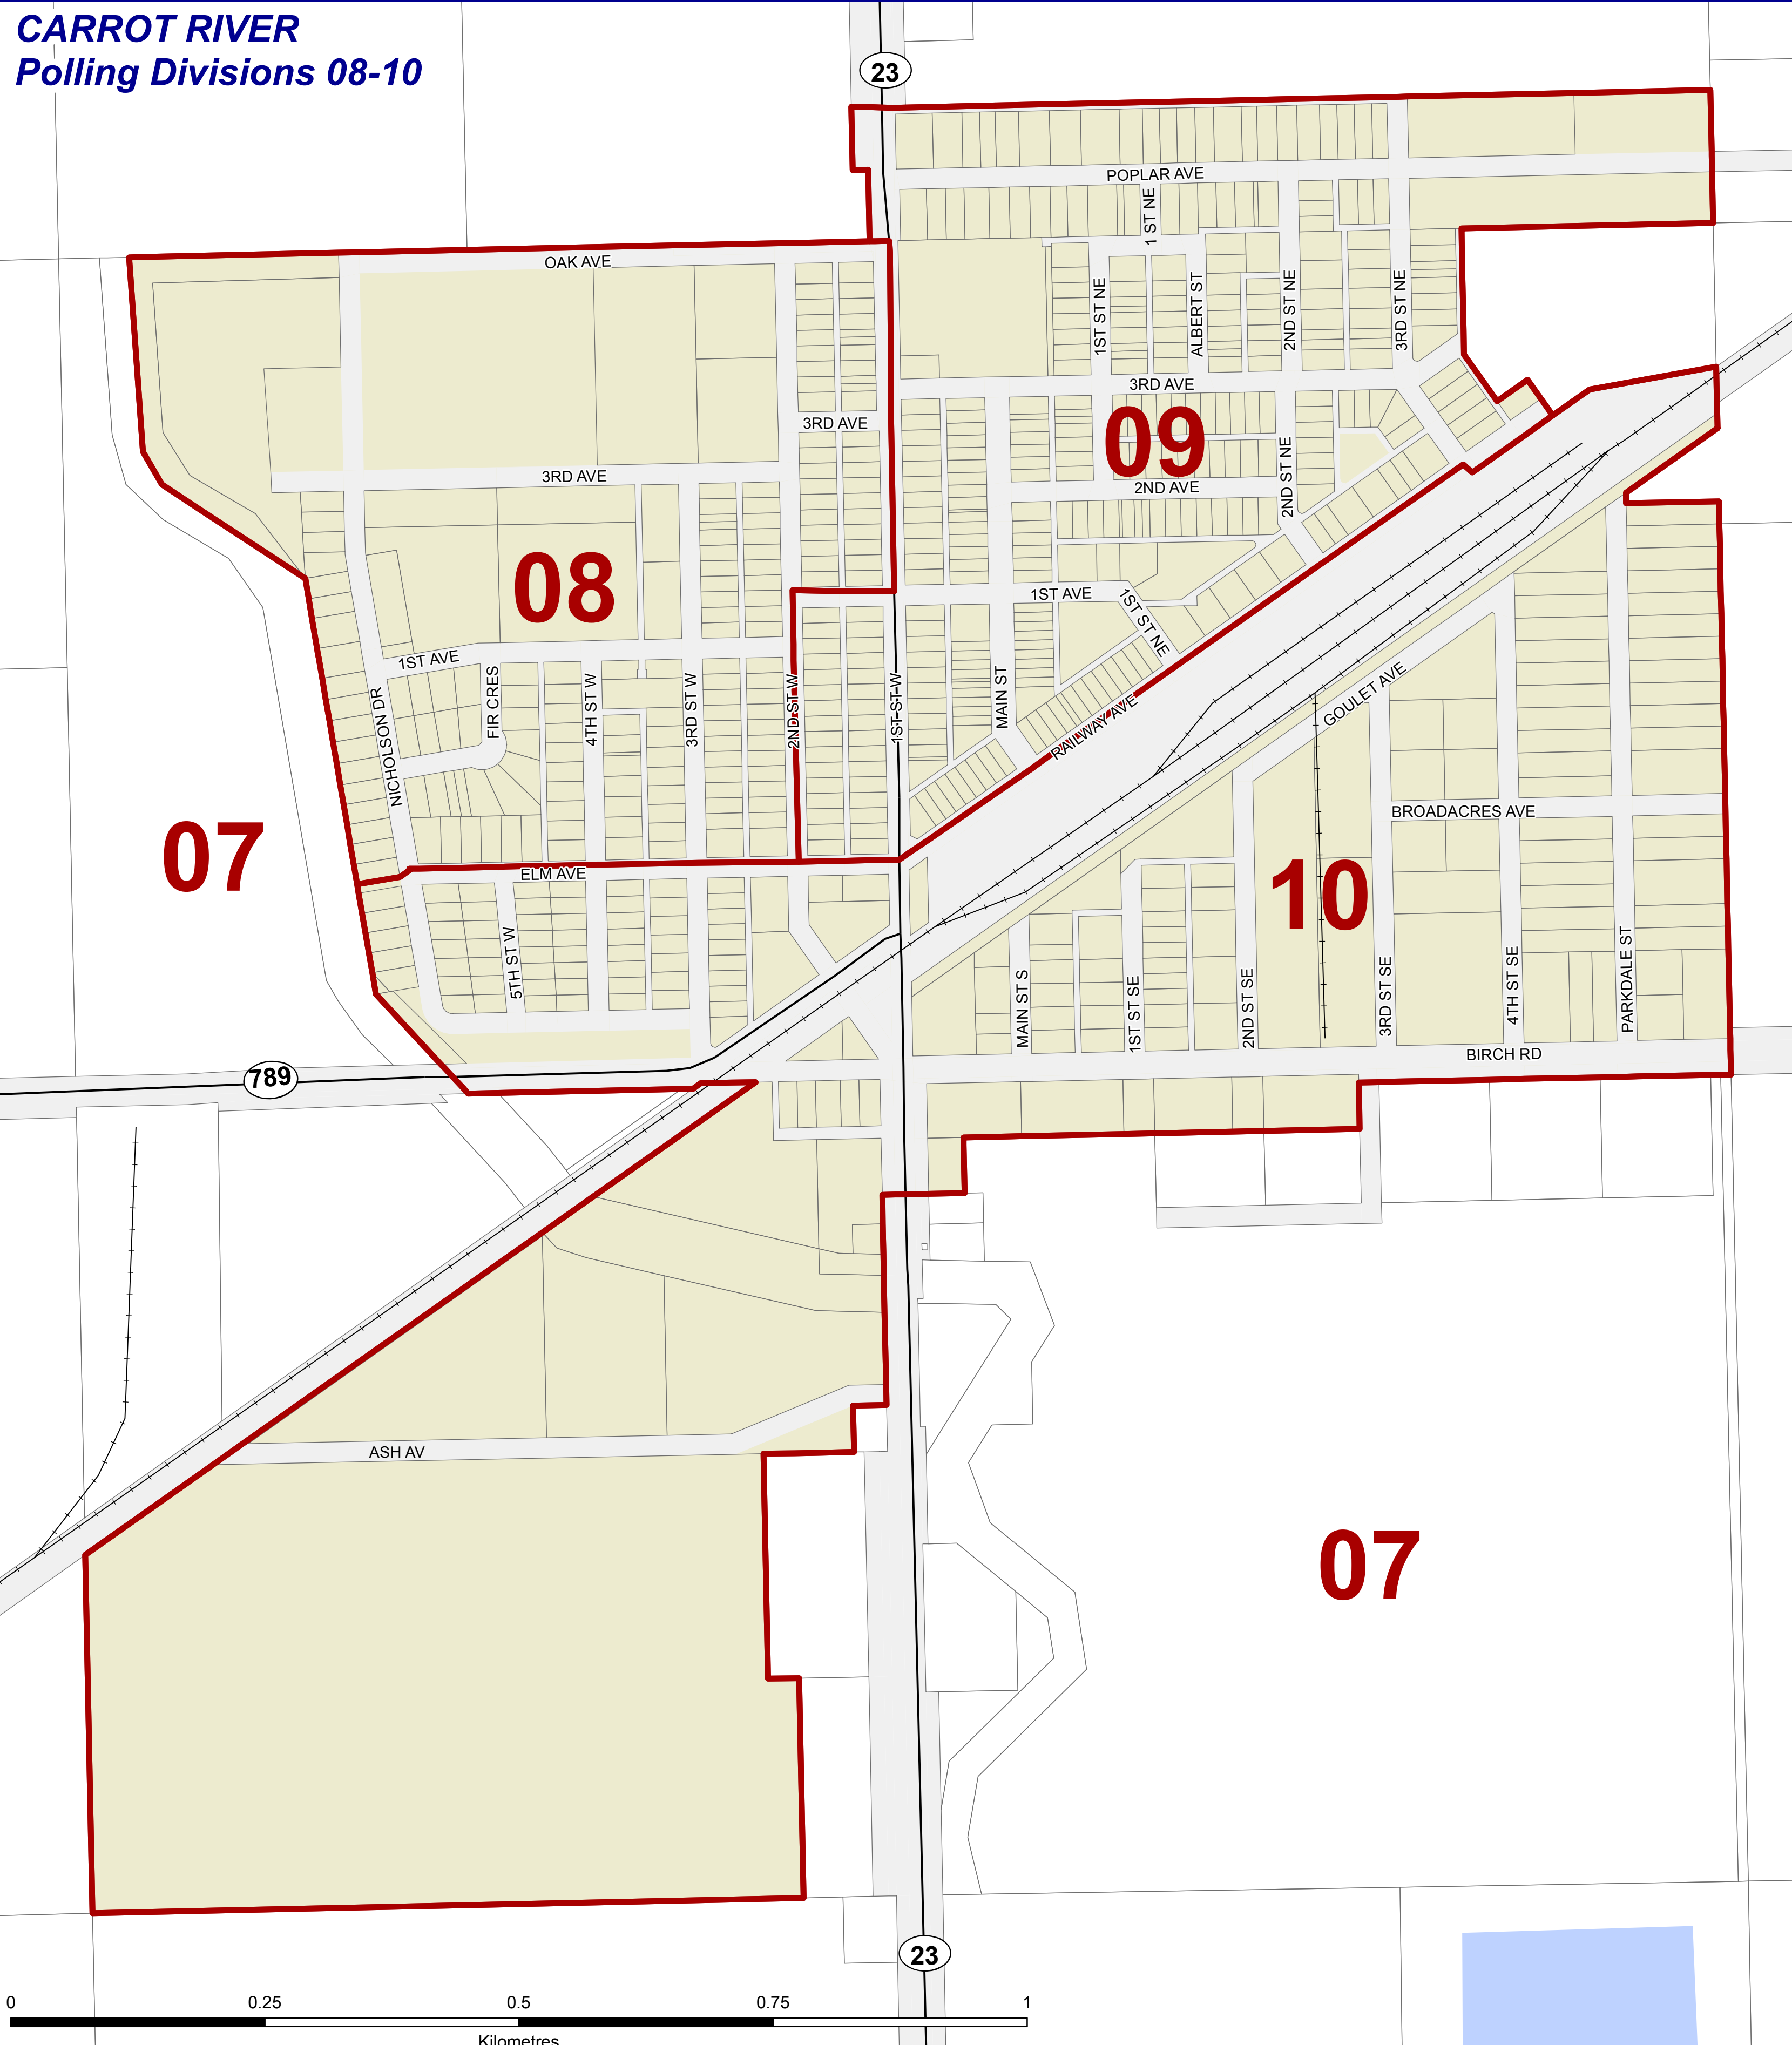 CARROT RIVER
Polling Divisions 08-10
23
POPLAR AVE
1 ST NE
OAK AVE
1ST ST NE
ALBERT ST
2ND ST NE
3RD ST NE
3RD AVE
3RD AVE
09
3RD AVE
2ND AVE
2ND ST NE
08
1ST AVE
1ST ST NE
1ST AVE
FIR CRES
NICHOLSON DR
4TH ST W
3RD ST W
2ND ST W
1ST ST W
MAIN ST
RAILWAY AVE
GOULET AVE
BROADACRES AVE
07
ELM AVE
10
5TH ST W
MAIN ST S
1ST ST SE
2ND ST SE
3RD ST SE
4TH ST SE
PARKDALE ST
BIRCH RD
789
ASH AV
07
23
0 0.25 0.5 0.75 1
Kilometres